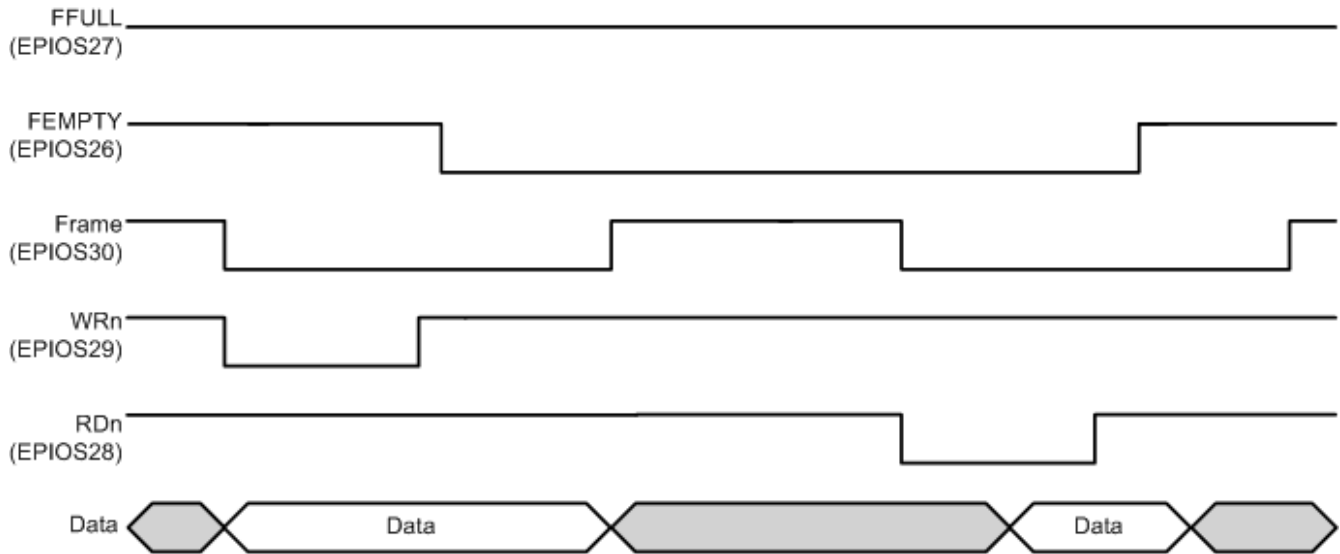 FFULL
(EPIOS27)
FEMPTY
(EPIOS26)
Frame
(EPIOS30)
WRn
(EPIOS29)
RDn
(EPIOS28)
Data
Data
Data